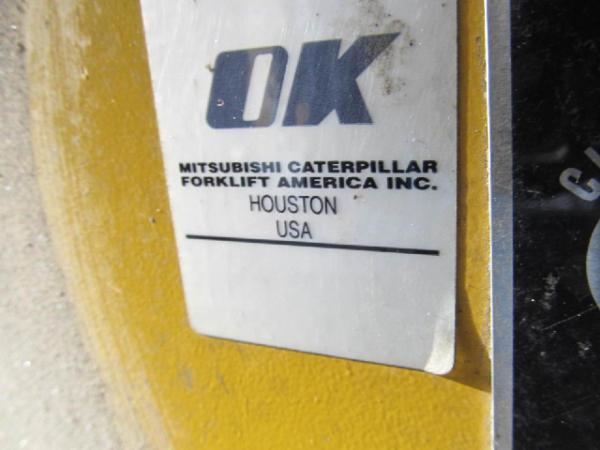 OK
MITSUBISHI CATERPILLAR
FORKLIFT AMERICA INC.
HOUSTON
USA